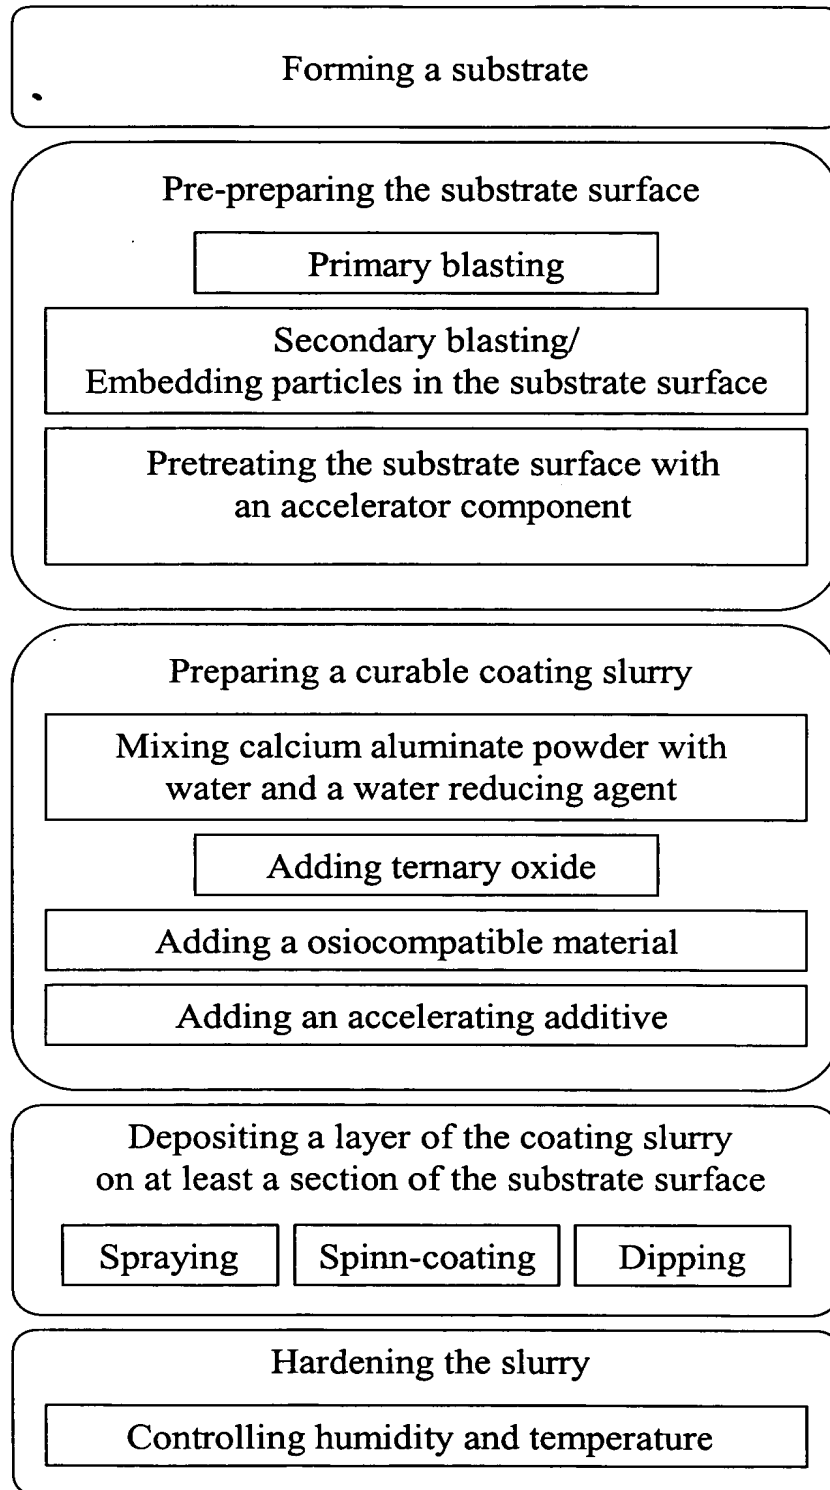 Forming a substrate
Pre-preparing the substrate surface
Primary blasting
Secondary blasting/
Embedding particles in the substrate surface
Pretreating the substrate surface with
an accelerator component
Preparing a curable coating slurry
Mixing calcium aluminate powder with
water and a water reducing agent
Adding ternary oxide
Adding a osiocompatible material
Adding an accelerating additive
Depositing a layer of the coating slurry
on at least a section of the substrate surface
Spraying
Spinn-coating
Dipping
Hardening the slurry
Controlling humidity and temperature